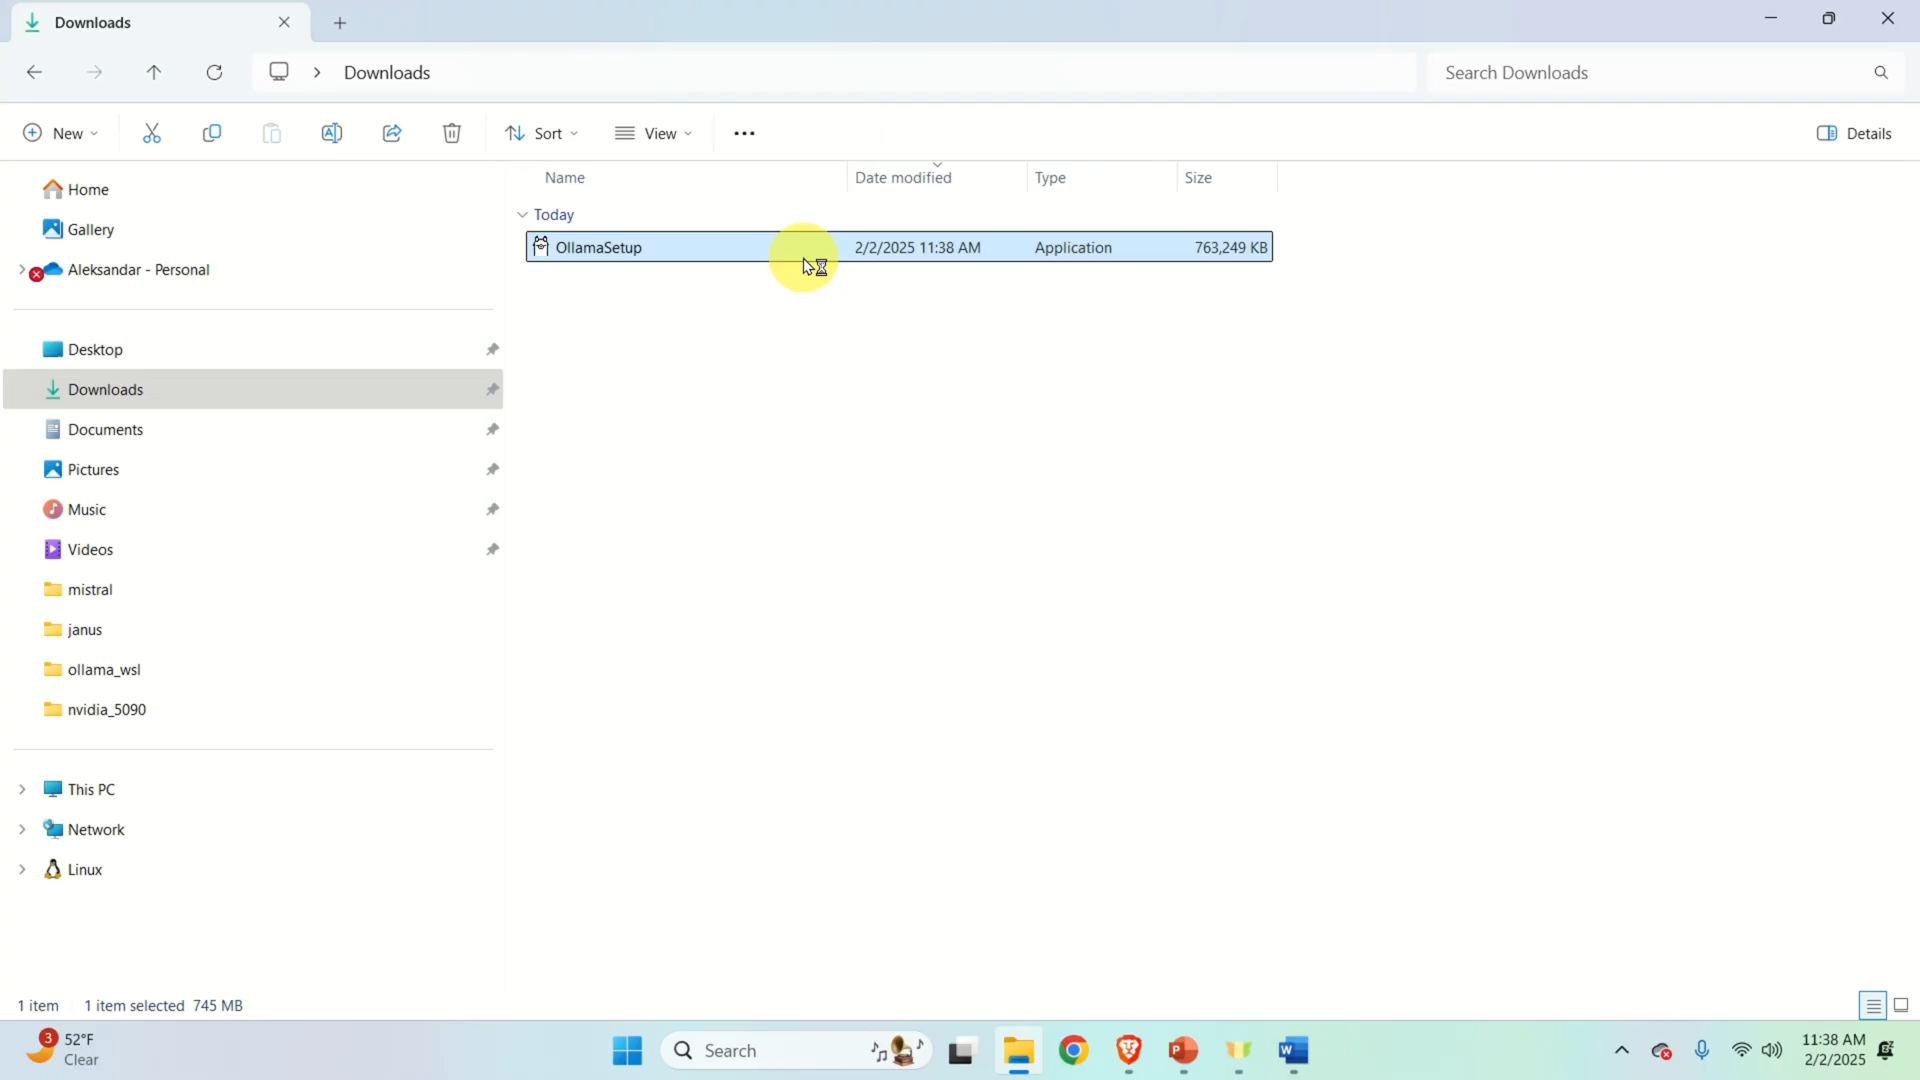 Downloads
Downloads
Search Downloads
New
Sort
View
Details
Name
Date modified
Type
Size
Home
Gallery
Aleksandar - Personal
Today
OllamaSetup
2/2/2025 11:38 AM
Application
763,249 KB
Desktop
Downloads
Documents
Pictures
Music
Videos
mistral
janus
ollama_wsl
nvidia_5090
This PC
Network
Linux
1 item
1 item selected 745 MB
3
52°F
Clear
Search
P
W
11:38 AM
2/2/2025